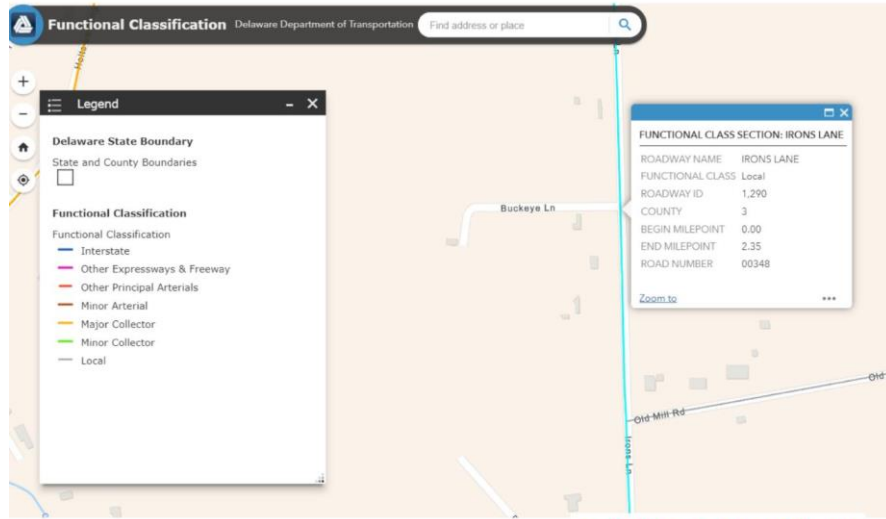 Functional Classification Delaware Department of Transportation Find address or place
Legend
Delaware State Boundary
State and County Boundaries
Functional Classification
Functional Classification
Interstate
Other Expressways & Freeway
Other Principal Arterials
Minor Arterial
Major Collector
Minor Collector
Local
Buckeye Ln
FUNCTIONAL CLASS SECTION: IRONS LANE
ROADWAY NAME IRONS LANE
FUNCTIONAL CLASS Local
ROADWAY ID 1,290
COUNTY 3
BEGIN MILEPOINT 0.00
END MILEPOINT 2.35
ROAD NUMBER 00348
Zoom to
Old
Old Mill Rd
Irons Ln